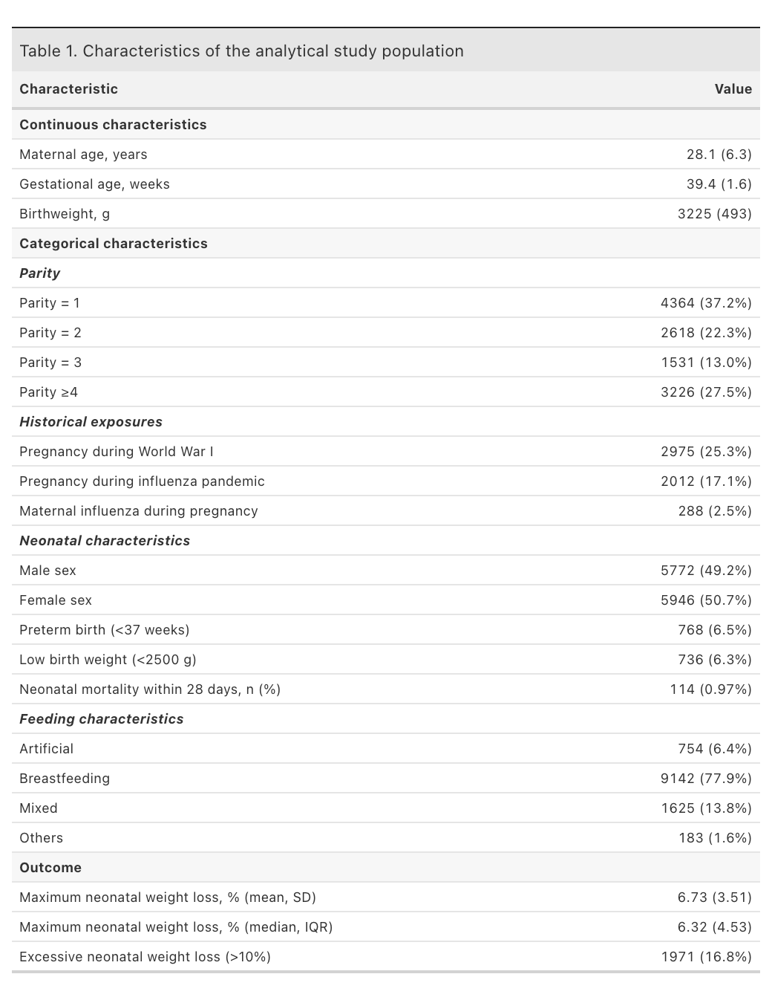 Table 1. Characteristics of the analytical study population
Characteristic Value
Continuous characteristics
Maternal age, years 28.1 (6.3)
Gestational age, weeks 39.4 (1.6)
Birthweight, g 3225 (493)
Categorical characteristics
Parity
Parity = 1 4364 (37.2%)
Parity = 2 2618 (22.3%)
Parity = 3 1531 (13.0%)
Parity ≥4 3226 (27.5%)
Historical exposures
Pregnancy during World War I 2975 (25.3%)
Pregnancy during influenza pandemic 2012 (17.1%)
Maternal influenza during pregnancy 288 (2.5%)
Neonatal characteristics
Male sex 5772 (49.2%)
Female sex 5946 (50.7%)
Preterm birth (<37 weeks) 768 (6.5%)
Low birth weight (<2500 g) 736 (6.3%)
Neonatal mortality within 28 days, n (%) 114 (0.97%)
Feeding characteristics
Artificial 754 (6.4%)
Breastfeeding 9142 (77.9%)
Mixed 1625 (13.8%)
Others 183 (1.6%)
Outcome
Maximum neonatal weight loss, % (mean, SD) 6.73 (3.51)
Maximum neonatal weight loss, % (median, IQR) 6.32 (4.53)
Excessive neonatal weight loss (>10%) 1971 (16.8%)